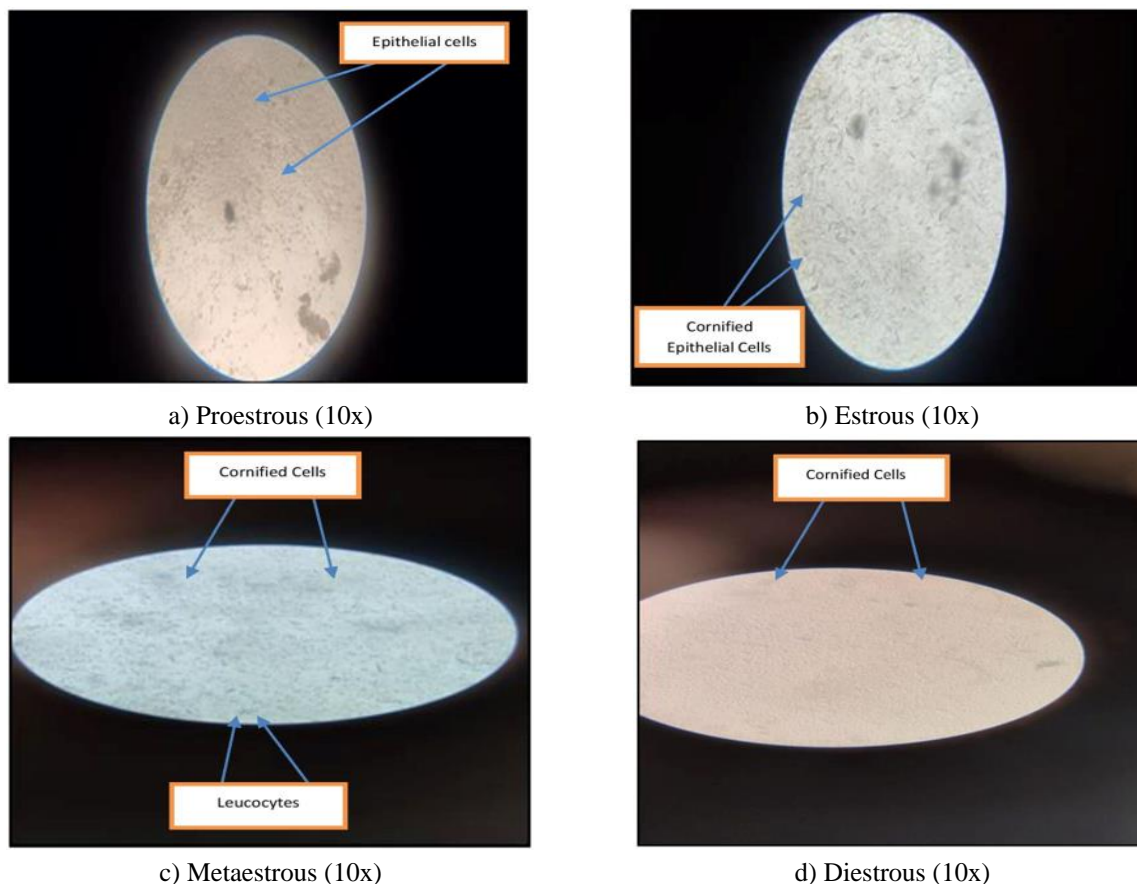 Epithelial cells
Cornified
Epithelial Cells
a) Proestrous (10x)
b) Estrous (10x)
Cornified Cells
Leucocytes
Cornified Cells
c) Metaestrous (10x)
d) Diestrous (10x)